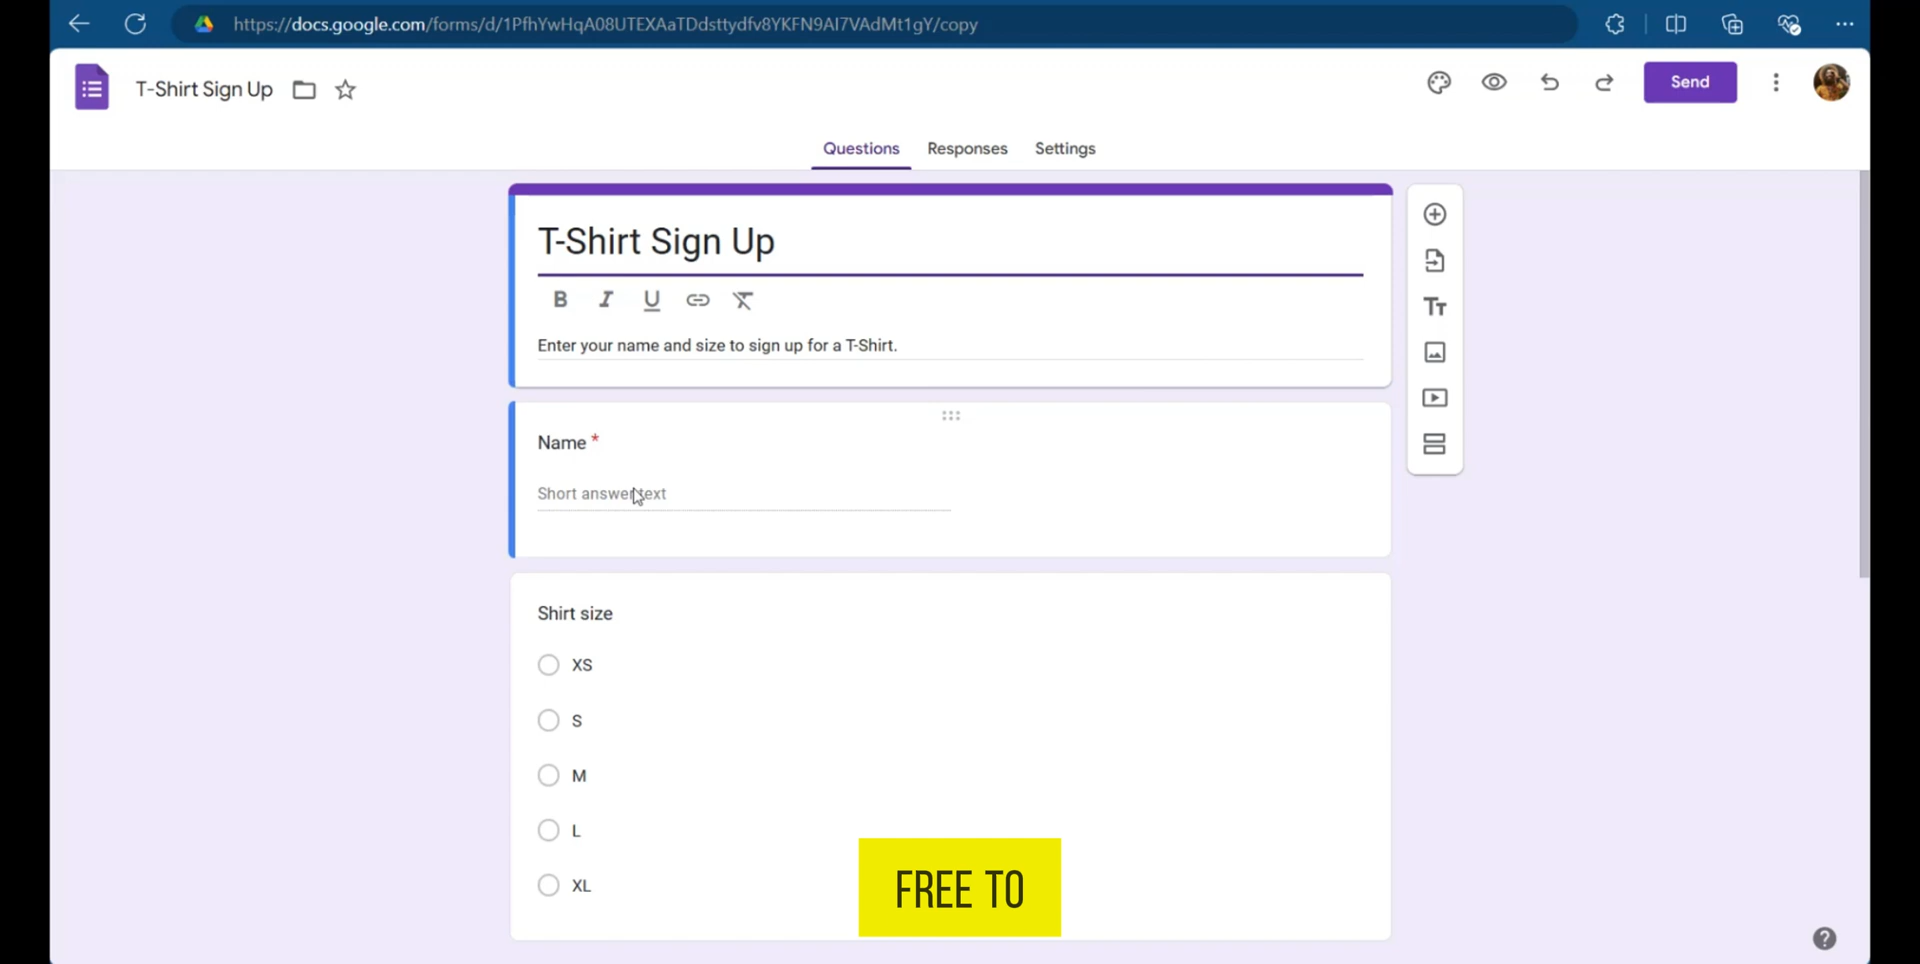 https://docs.google.com/forms/d/1PfhYwHqA08UTEXAaTDdsttydfv8YKFN9AI7VAdMt1gY/copy
T-Shirt Sign Up
Send
Questions
Responses
Settings
T-Shirt Sign Up
B I U
Enter your name and size to sign up for a T-Shirt.
Name *
Short answer text
Shirt size
XS
S
M
L
XL
FREE TO